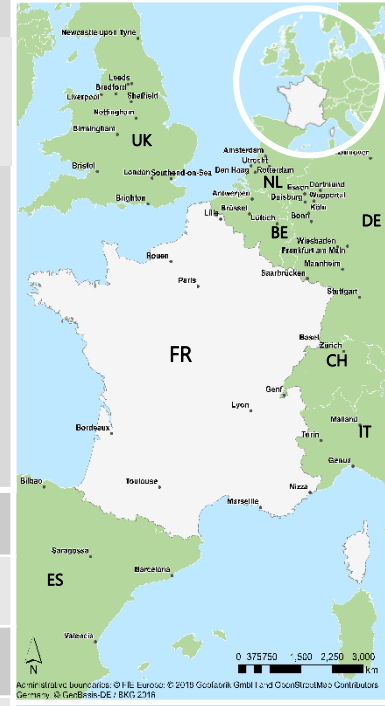 Newcastle upon Tyne
Leeds
Bradford
Liverpool Sheffield
Nottingham
Birmingham
UK
Bristol
London Southend-on-Sea
Brighton
Hannover
Amsterdam
Utrecht
Den Haag Rotterdam
NL
Essen Dortmund
Duisburg Wuppertal
Antwerpen
Köln
Brüssel
Lille
Lüttich
Bonn
DE
BE
Wiesbaden
Frankfurt am Main
Mannheim
Saarbrücken
Rouen
Paris
Stuttgart
Basel
Zürich
FR
CH
Genf
Lyon
Mailand
IT
Bordeaux
Turin
Genua
Bilbao
Toulouse
Nizza
Marseille
Saragossa
Barcelona
ES
Valencia
N
0 375750 1,500 2,250 3,000
km
Administrative boundaries: © FIE Europe: © 2018 Geofabrik GmbH and OpenStreetMap Contributors
Germany: © GeoBasis-DE / BKG 2016